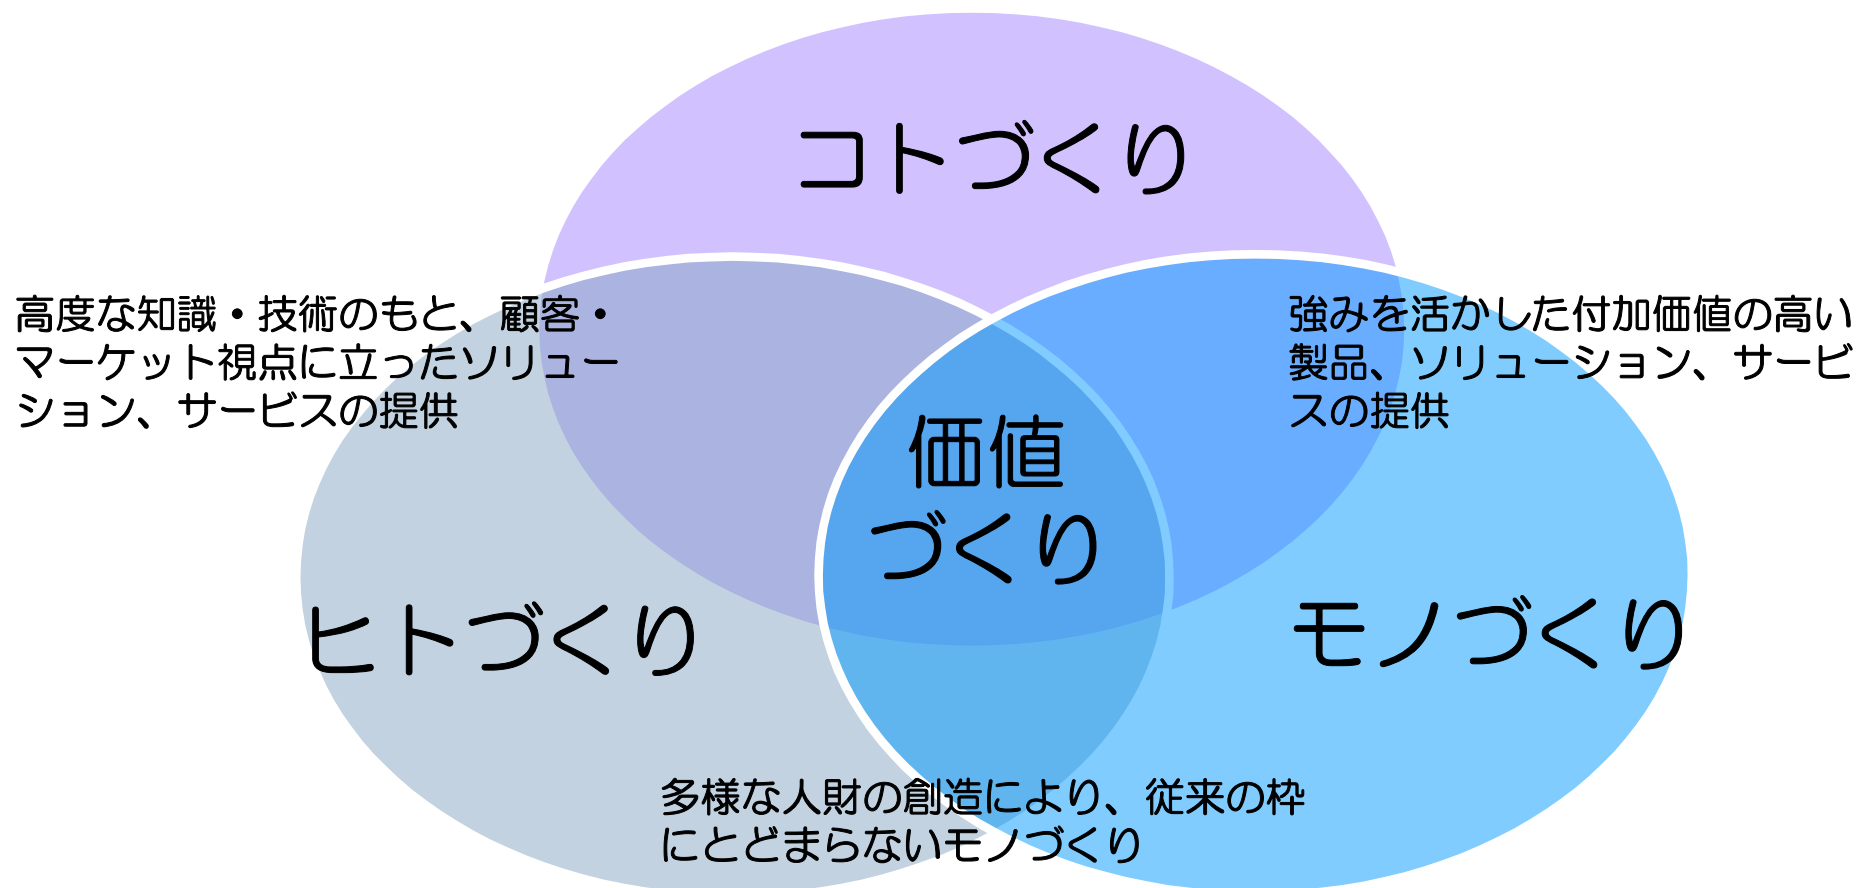 コトづくり
高度な知識・技術のもと、顧客・
マーケット視点に立ったソリュー
ション、サービスの提供
強みを活かした付加価値の高い
製品、ソリューション、サービ
スの提供
価値
づくり
ヒトづくり
モノづくり
多様な人財の創造により、従来の枠
にとどまらないモノづくり